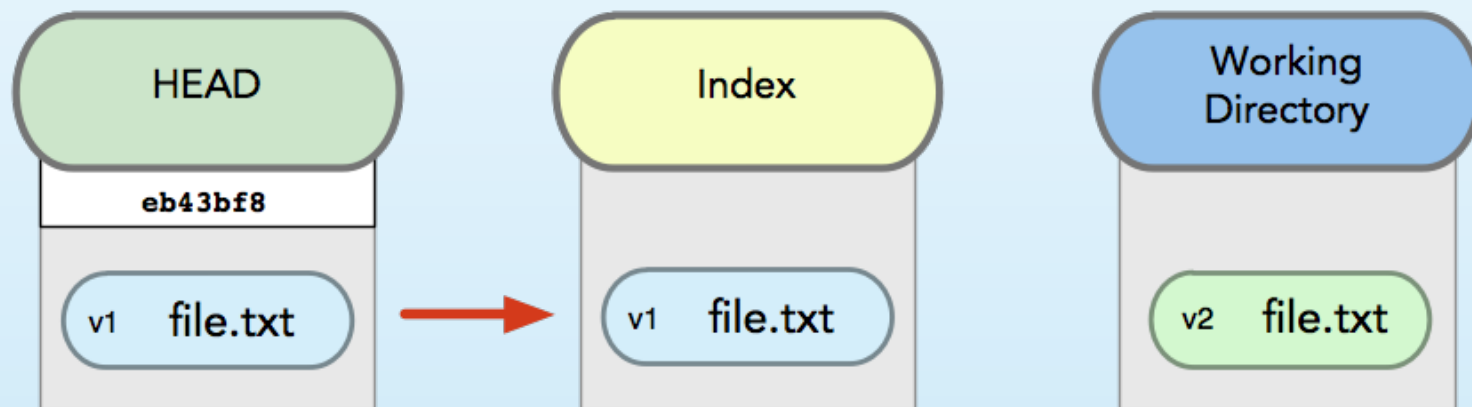 HEAD
Index
Working
Directory
eb43bf8
v1 file.txt
v1 file.txt
v2 file.txt